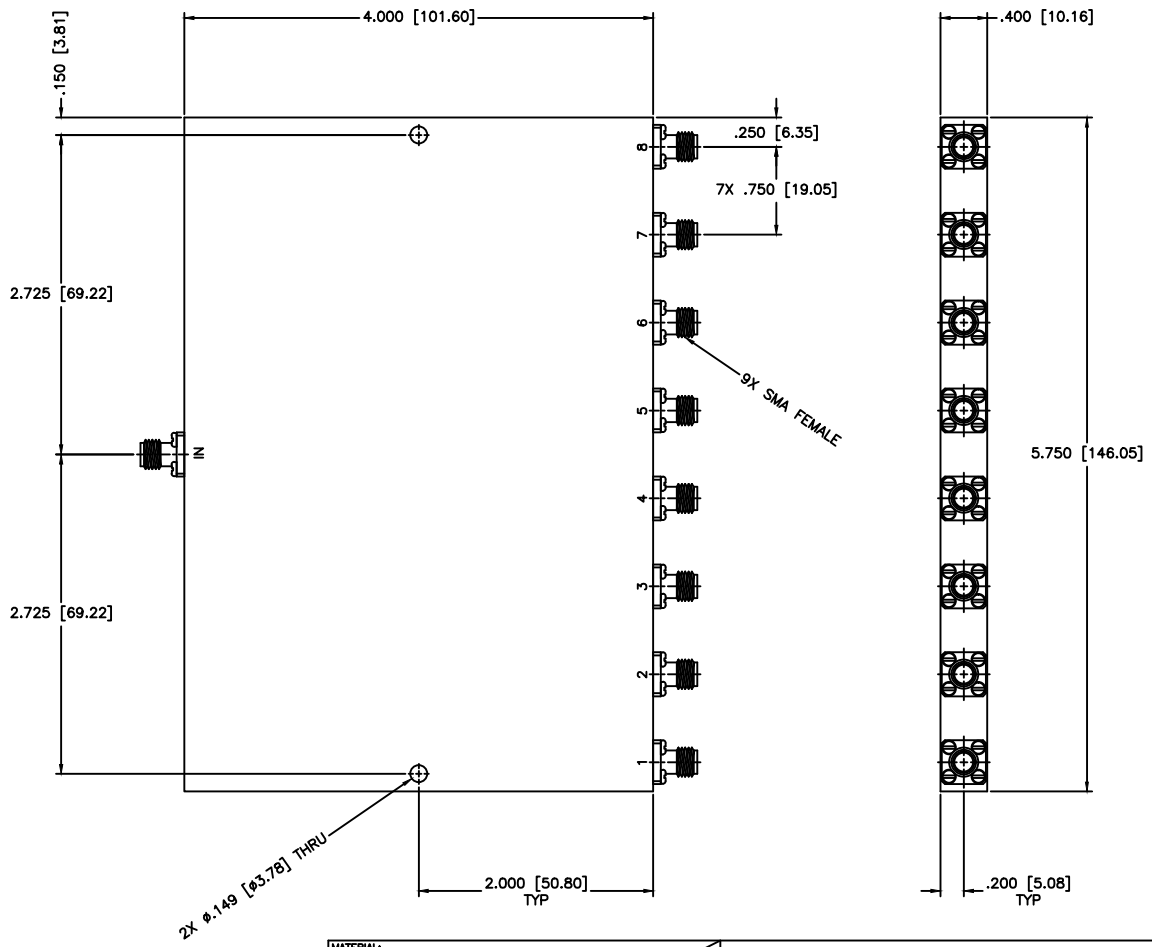 4.000 [101.60]
.400 [10.16]
.150 [3.81]
.250 [6.35]
7X .750 [19.05]
8
7
2.725 [69.22]
6
9X SMA FEMALE
5
IN
5.750 [146.05]
4
3
2.725 [69.22]
2
1
2X ø.149 [ø3.78] THRU
2.000 [50.80]
TYP
.200 [5.08]
TYP
MATERIAL: